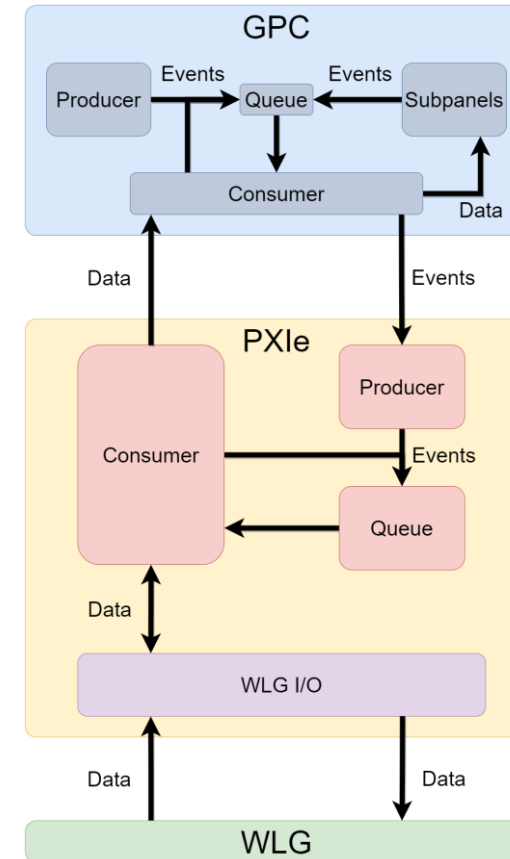 GPC
Events
Events
Producer
Queue
Subpanels
Consumer
Data
Data
Events
PXIe
Producer
Consumer
Events
Queue
Data
WLG I/O
Data
Data
WLG